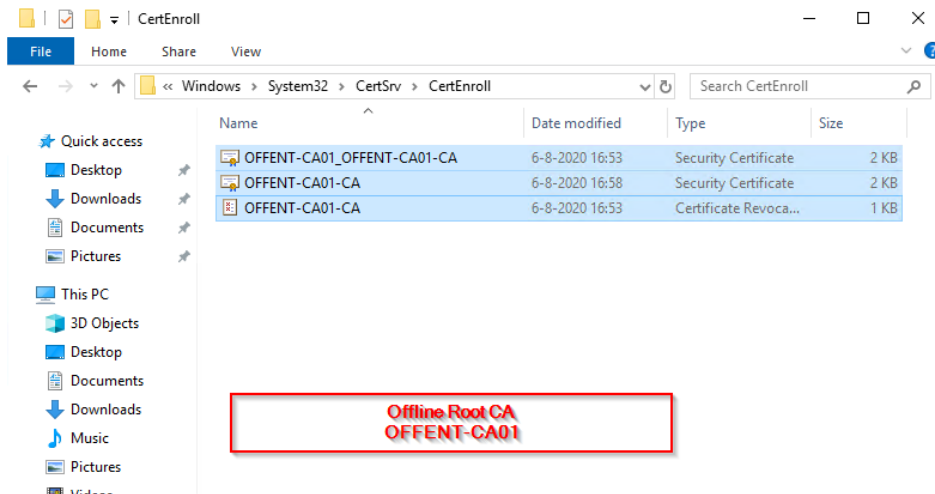 CertEnroll
File Home Share View
« Windows > System32 > CertSrv > CertEnroll
Search CertEnroll
Name Date modified Type Size
Quick access
Desktop
Downloads
Documents
Pictures
This PC
3D Objects
Desktop
Documents
Downloads
Music
Pictures
Videos
OFFENT-CA01_OFFENT-CA01-CA 6-8-2020 16:53 Security Certificate 2 KB
OFFENT-CA01-CA 6-8-2020 16:58 Security Certificate 2 KB
OFFENT-CA01-CA 6-8-2020 16:53 Certificate Revoca... 1 KB
Offline Root CA
OFFENT-CA01